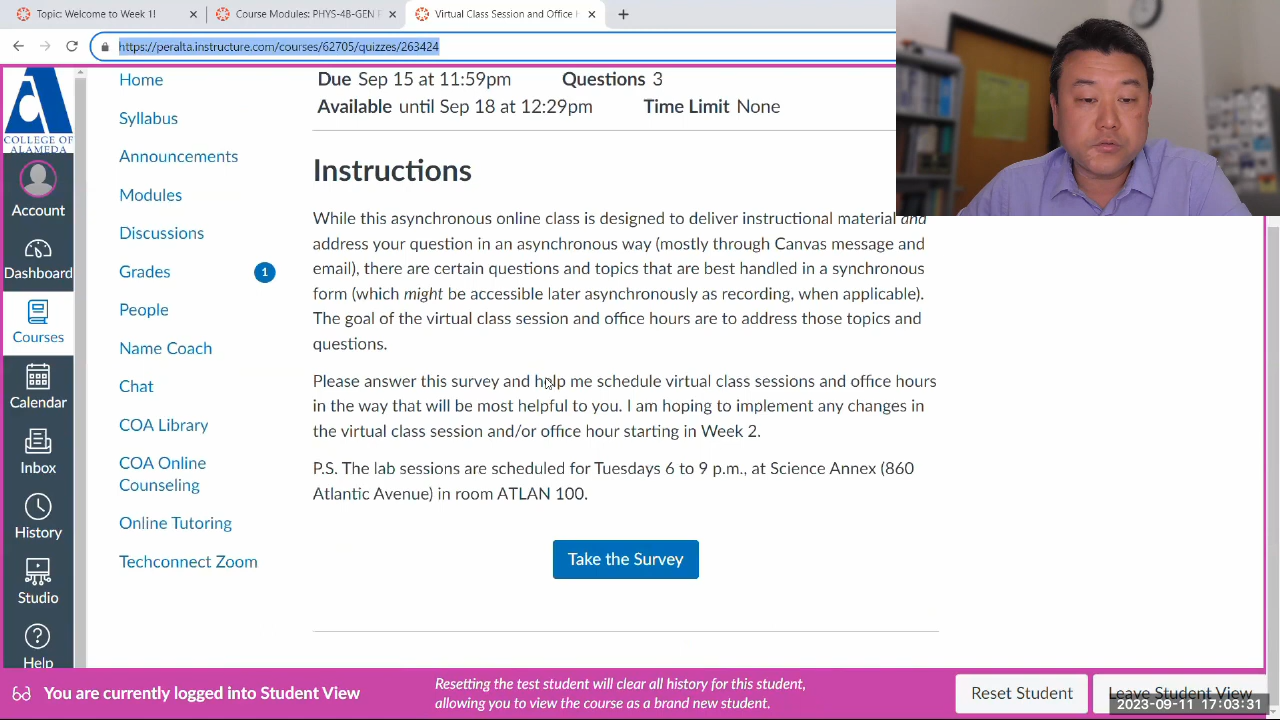 Topic: Welcome to Week 1!
Course Modules: PHYS-4B-GEN P
Virtual Class Session and Office H
https://peralta.instructure.com/courses/62705/quizzes/263424
COLLEGE OF
ALAMEDA
Account
Dashboard
Courses
Calendar
Inbox
History
Studio
Help
Home
Syllabus
Announcements
Modules
Discussions
Grades 1
People
Name Coach
Chat
COA Library
COA Online
Counseling
Online Tutoring
Techconnect Zoom
Due Sep 15 at 11:59pm Questions 3
Available until Sep 18 at 12:29pm Time Limit None
Instructions
While this asynchronous online class is designed to deliver instructional material and
address your question in an asynchronous way (mostly through Canvas message and
email), there are certain questions and topics that are best handled in a synchronous
form (which might be accessible later asynchronously as recording, when applicable).
The goal of the virtual class session and office hours are to address those topics and
questions.
Please answer this survey and help me schedule virtual class sessions and office hours
in the way that will be most helpful to you. I am hoping to implement any changes in
the virtual class session and/or office hour starting in Week 2.
P.S. The lab sessions are scheduled for Tuesdays 6 to 9 p.m., at Science Annex (860
Atlantic Avenue) in room ATLAN 100.
Take the Survey
You are currently logged into Student View
Resetting the test student will clear all history for this student,
allowing you to view the course as a brand new student.
Reset Student
Leave Student View
2023-09-11 17:03:31